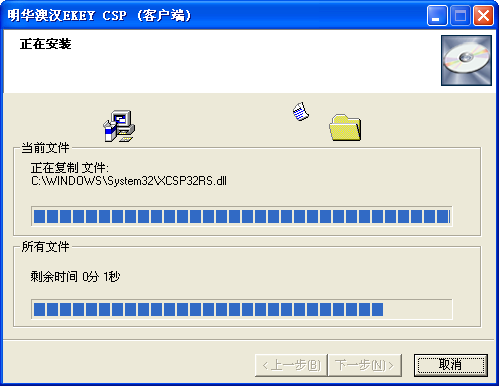 明华澳汉EKEY CSP (客户端)
正在安装
当前文件
正在复制 文件:
C:\WINDOWS\System32\XCSP32RS.dll
所有文件
剩余时间 0分 1秒
<上一步(B) 下一步(N)> 取消